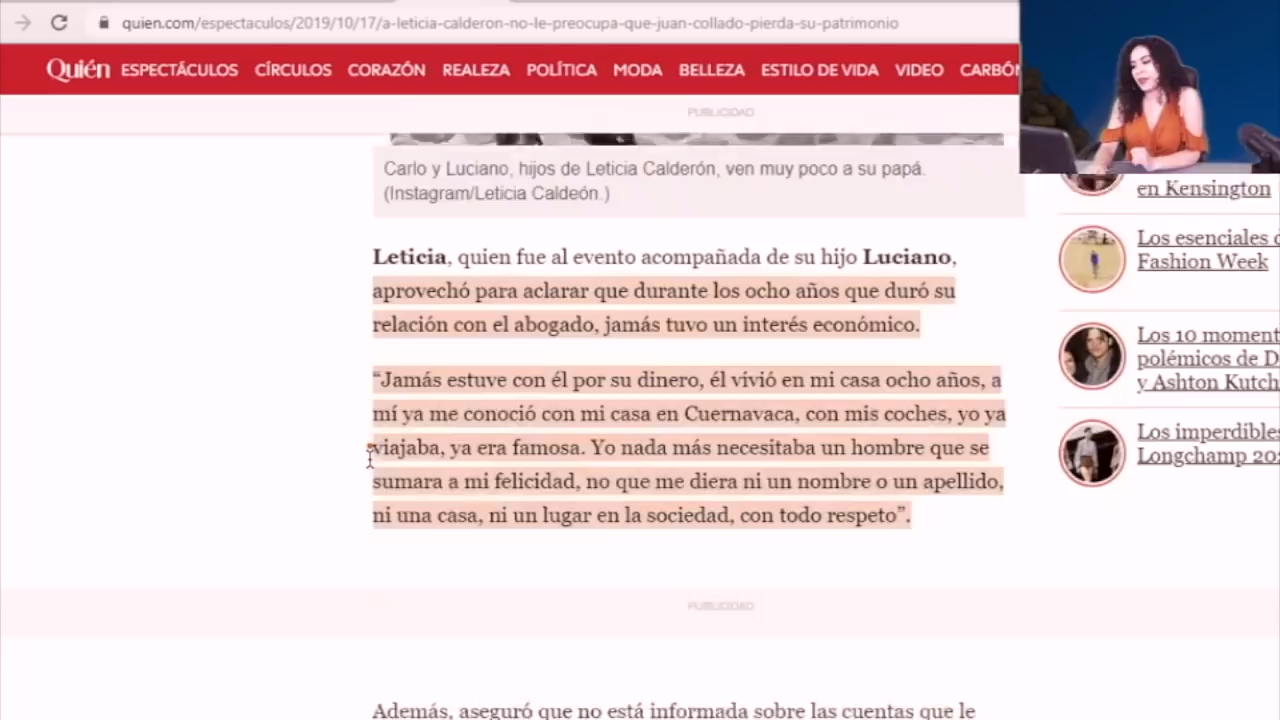 quien.com/espectaculos/2019/10/17/a-leticia-calderon-no-le-preocupa-que-juan-collado-pierda-su-patrimonio
Quién ESPECTÁCULOS CÍRCULOS CORAZÓN REALEZA POLÍTICA MODA BELLEZA ESTILO DE VIDA VIDEO CARBÓN
PUBLICIDAD
Carlo y Luciano, hijos de Leticia Calderón, ven muy poco a su papá.
(Instagram/Leticia Caldeón.)
Leticia, quien fue al evento acompañada de su hijo Luciano,
aprovechó para aclarar que durante los ocho años que duró su
relación con el abogado, jamás tuvo un interés económico.
“Jamás estuve con él por su dinero, él vivió en mi casa ocho años, a
mí ya me conoció con mi casa en Cuernavaca, con mis coches, yo ya
viajaba, ya era famosa. Yo nada más necesitaba un hombre que se
sumara a mi felicidad, no que me diera ni un nombre o un apellido,
ni una casa, ni un lugar en la sociedad, con todo respeto”.
PUBLICIDAD
Además, aseguró que no está informada sobre las cuentas que le
en Kensington
Los esenciales
Fashion Week
Los 10 moment
polémicos de D
y Ashton Kutch
Los imperdibles
Longchamp 20